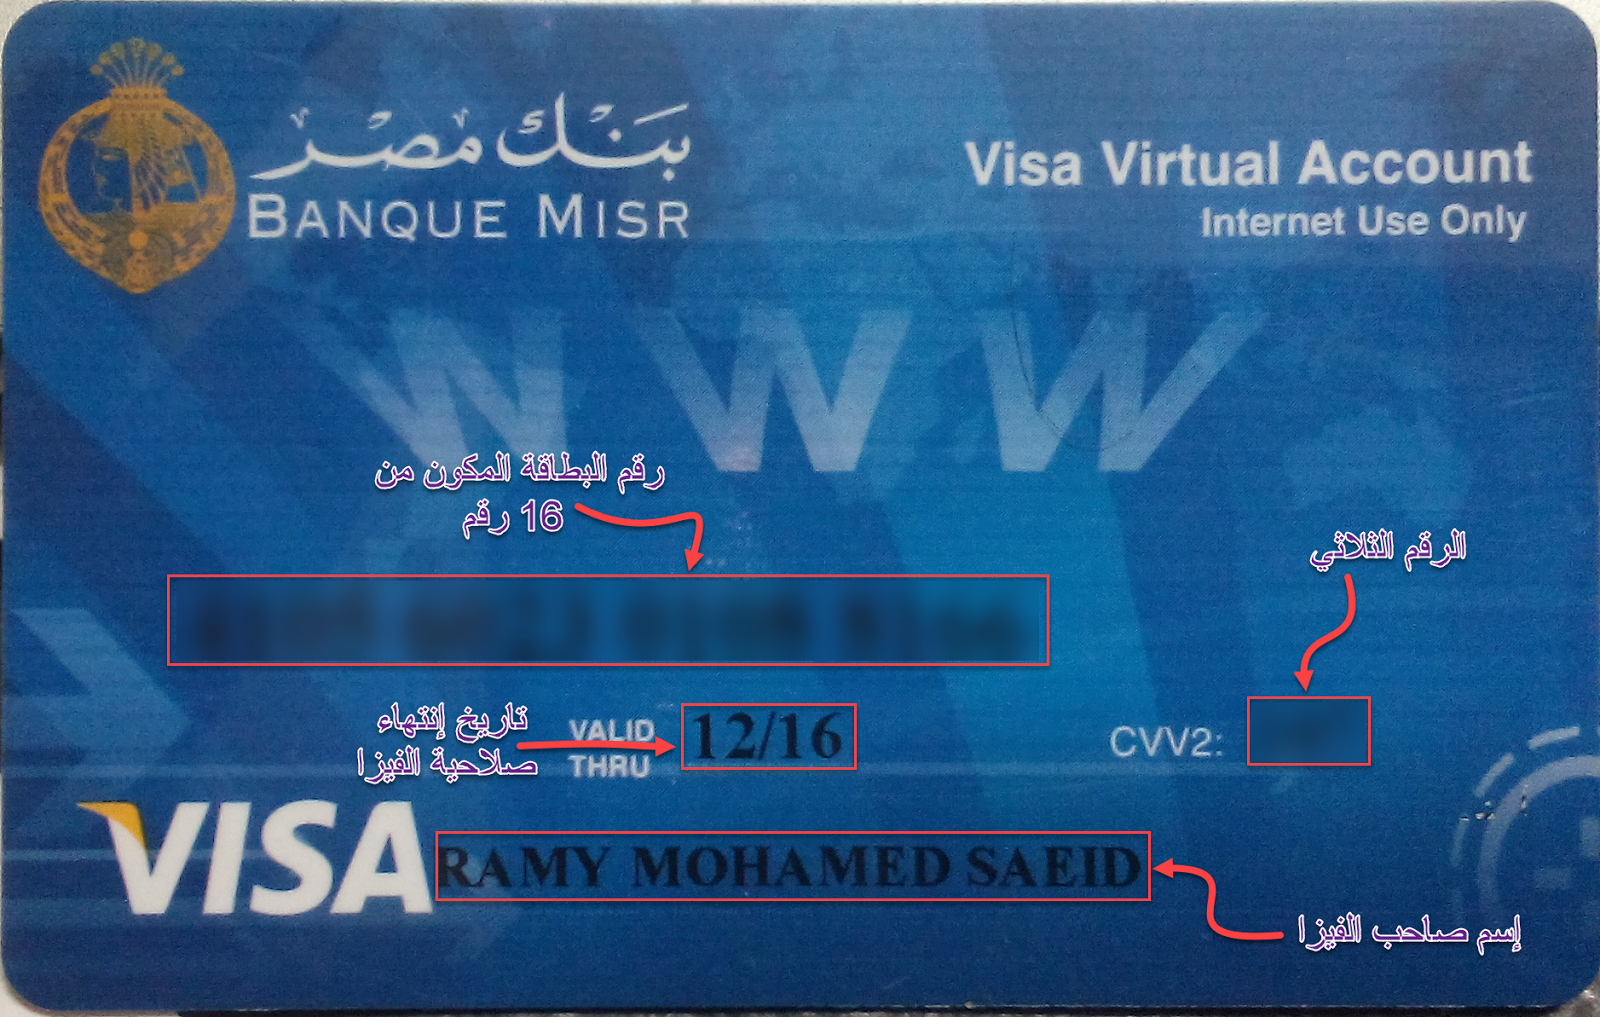 بنك مصر
BANQUE MISR
Visa Virtual Account
Internet Use Only
WWW
رقم البطاقة المكون من
16 رقم
الرقم الثلاثي
تاريخ إنتهاء
صلاحية الفيزا
VALID
THRU
12/16
CVV2:
VISA
RAMY MOHAMED SAEID
إسم صاحب الفيزا